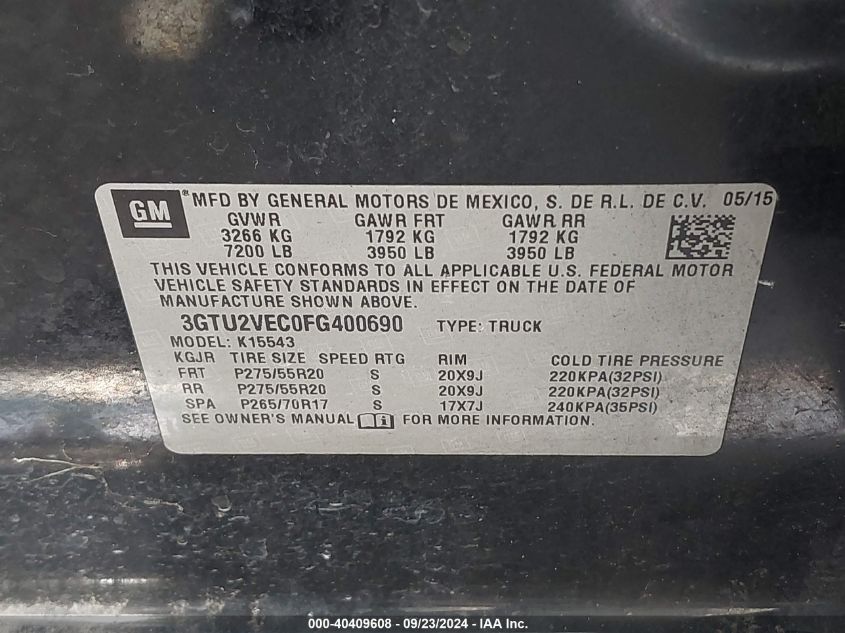 GM ® MFD BY GENERAL MOTORS DE MEXICO, S. DE R.L. DE C.V. 05/15
GVWR GAWR FRT GAWR RR
3266 KG 1792 KG 1792 KG
7200 LB 3950 LB 3950 LB
THIS VEHICLE CONFORMS TO ALL APPLICABLE U.S. FEDERAL MOTOR
VEHICLE SAFETY STANDARDS IN EFFECT ON THE DATE OF
MANUFACTURE SHOWN ABOVE.
3GTU2VEC0FG400690 TYPE: TRUCK
MODEL: K15543
KGJR TIRE SIZE SPEED RTG RIM COLD TIRE PRESSURE
FRT P275/55R20 S 20X9J 220KPA(32PSI)
RR P275/55R20 S 20X9J 220KPA(32PSI)
SPA P265/70R17 S 17X7J 240KPA(35PSI)
SEE OWNER'S MANUAL FOR MORE INFORMATION.
000-40409608 - 09/23/2024 - IAA Inc.